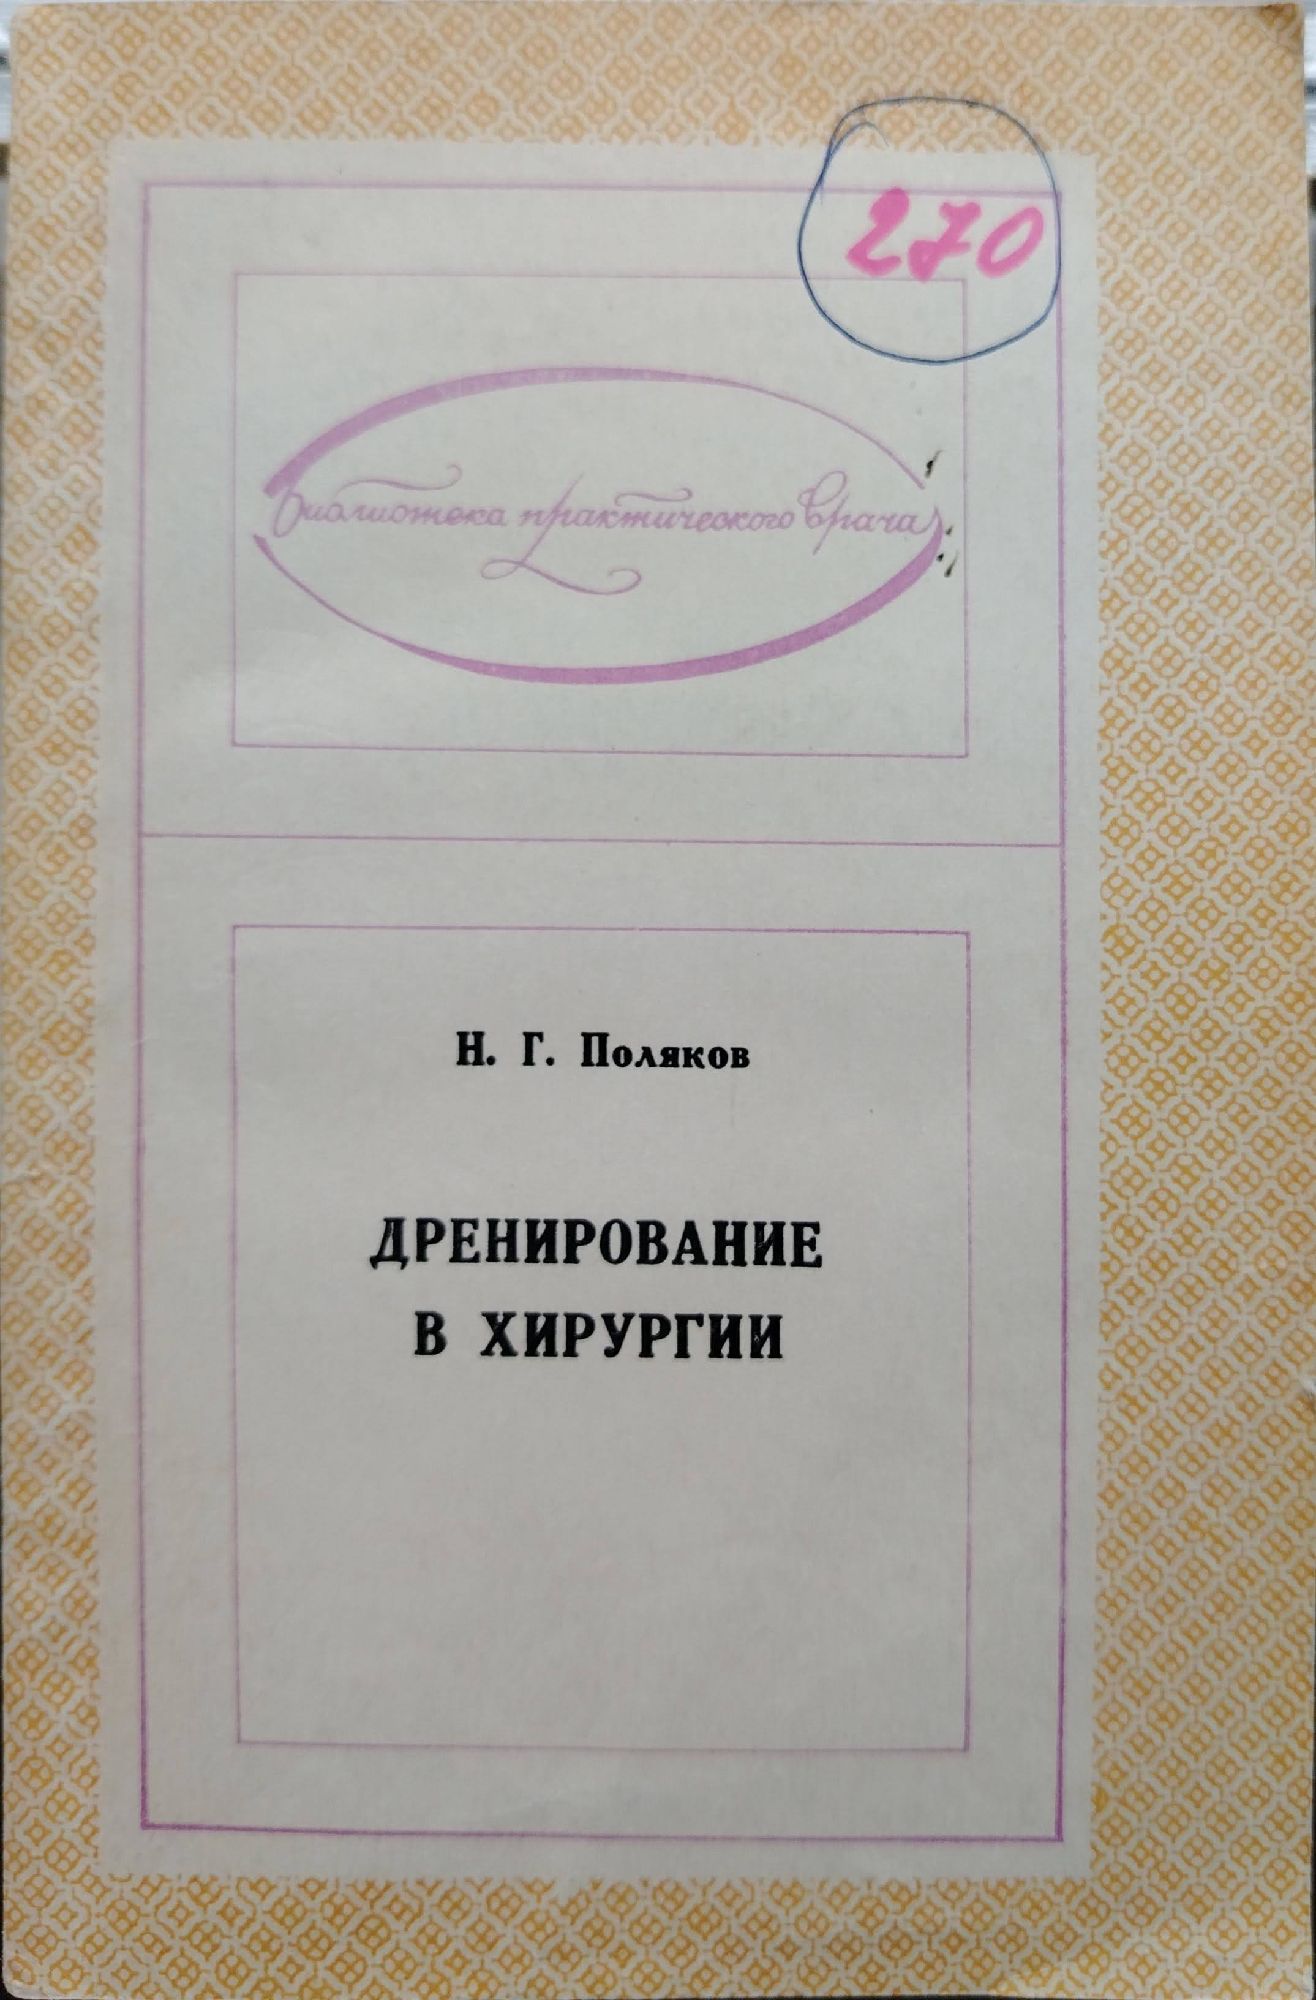 270
Библиотека практического врача
Н. Г. Поляков
ДРЕНИРОВАНИЕ
В ХИРУРГИИ